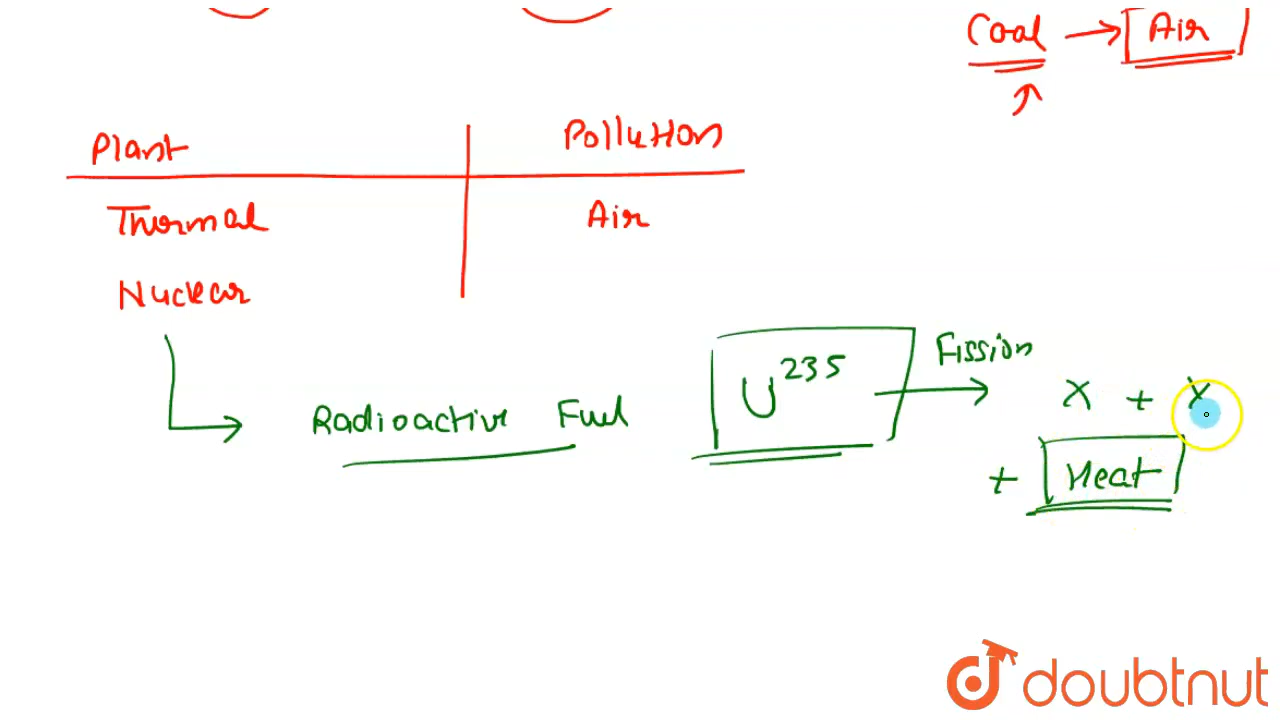 Coal → Air
Plant Pollution
Thermal Air
Nuclear
Radioactive Fuel U²³⁵ Fission X + Y
+ Heat
doubtnut